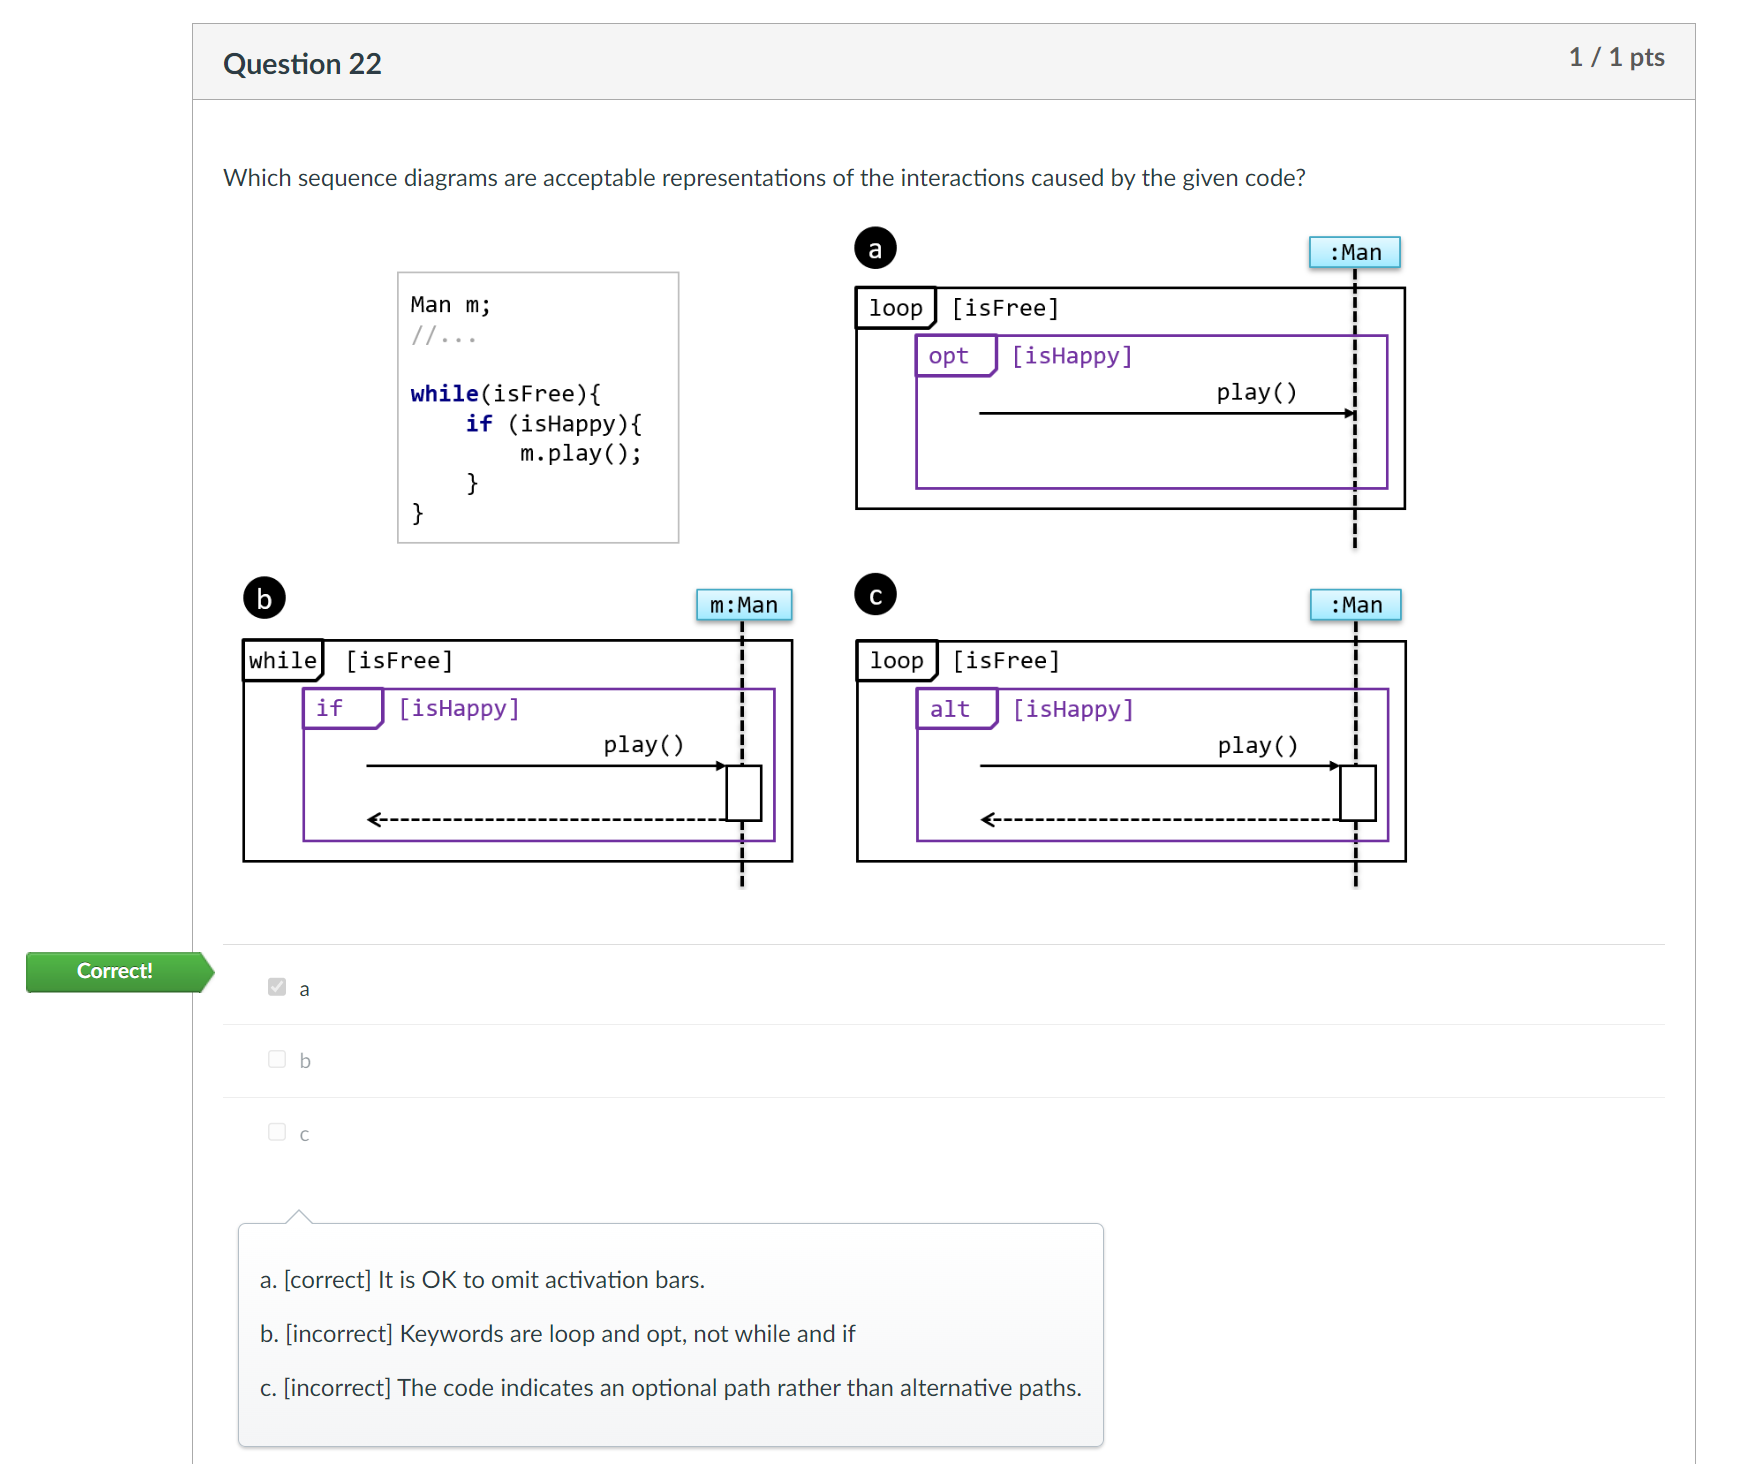 Question 22
1 / 1 pts
Which sequence diagrams are acceptable representations of the interactions caused by the given code?
Man m;
//...
while(isFree){
if (isHappy){
m.play();
}
}
a
:Man
loop [isFree]
opt [isHappy]
play()
b
m:Man
while [isFree]
if [isHappy]
play()
c
:Man
loop [isFree]
alt [isHappy]
play()
Correct!
a
b
c
a. [correct] It is OK to omit activation bars.
b. [incorrect] Keywords are loop and opt, not while and if
c. [incorrect] The code indicates an optional path rather than alternative paths.